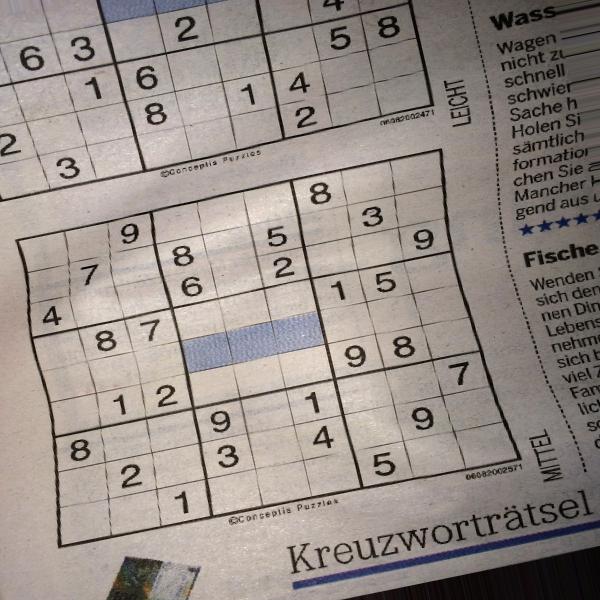 6 3 2 4
1 6 5 8
2 8 1 4
3 2
©Conceptis Puzzles 06082002471
LEICHT
9 8
7 8 5 3
4 6 2 9
8 7 1 5
1 2 9 8
8 9 1 7
2 3 4 9
1 5
©Conceptis Puzzles 06082002571
MITTEL
Kreuzworträtsel
Wass
Wagen
nicht zu
schnell
schwier
Sache h
Holen Si
sämtlich
formation
chen Sie
Mancher H
gend aus u
★★★★★
Fische
Wenden
sich den
nen Din
Lebens
nehme
sich b
viel Z
Fam
lich